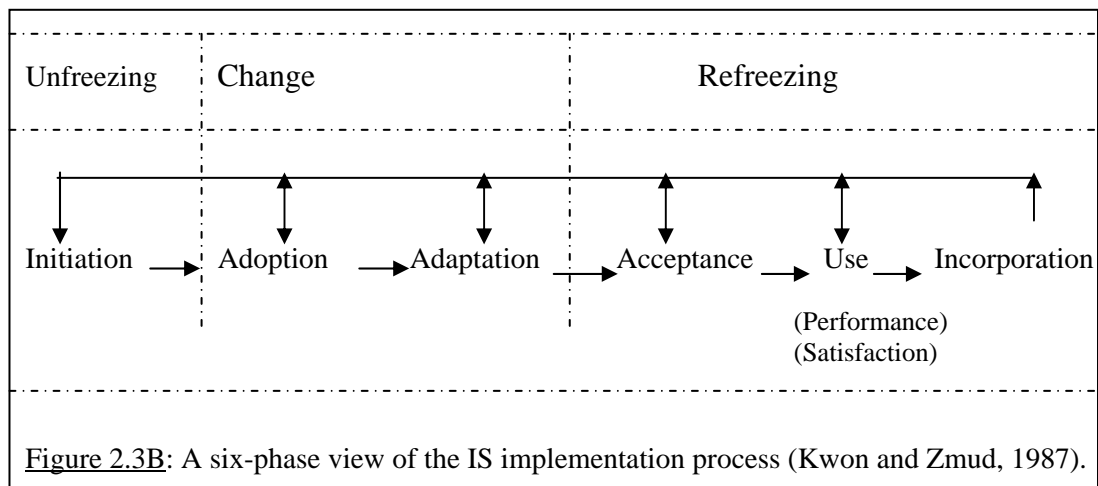 Unfreezing Change Refreezing
Initiation Adoption Adaptation Acceptance Use Incorporation
(Performance)
(Satisfaction)
Figure 2.3B: A six-phase view of the IS implementation process (Kwon and Zmud, 1987).